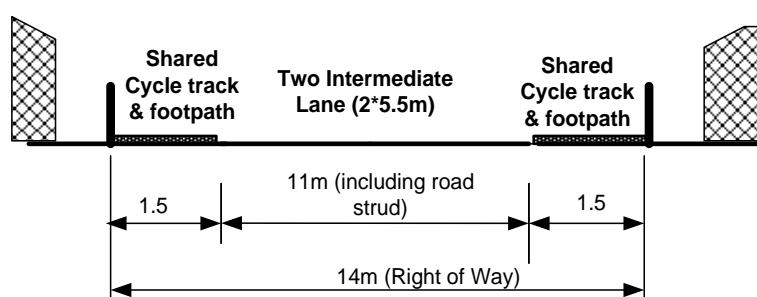 Shared
Cycle track
& footpath
Two Intermediate
Lane (2*5.5m)
Shared
Cycle track
& footpath
1.5
11m (including road
strud)
1.5
14m (Right of Way)